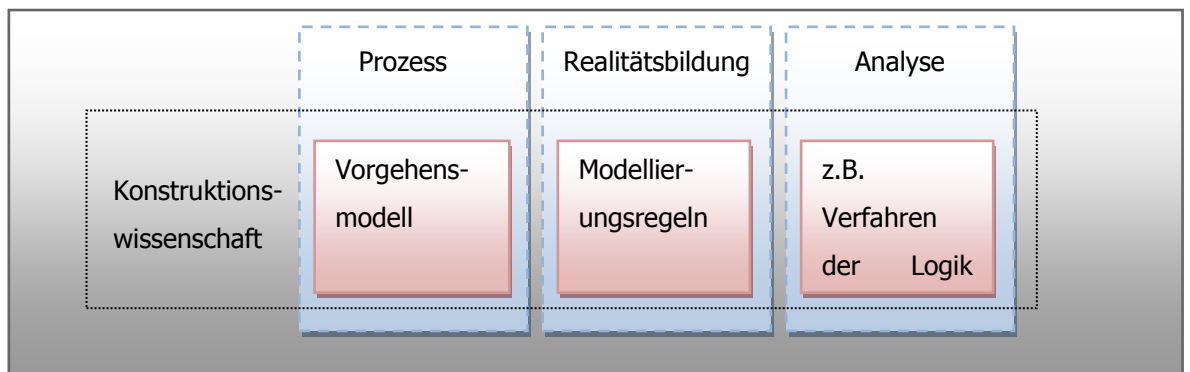 Prozess
Realitätsbildung
Analyse
Konstruktions-
wissenschaft
Vorgehens-
modell
Modellier-
ungsregeln
z.B.
Verfahren
der Logik